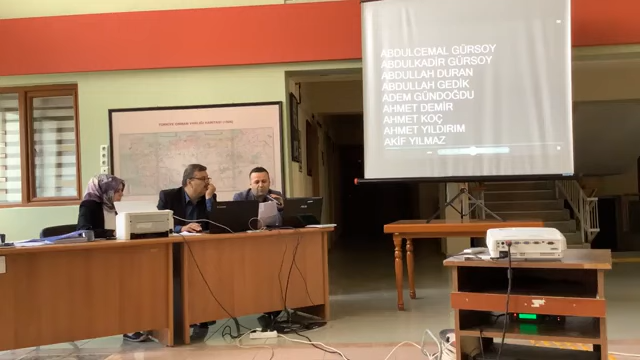 ABDULCEMAL GÜRSOY
ABDULKADİR GÜRSOY
ABDULLAH DURAN
ABDULLAH GEDİK
ADEM GÜNDOĞDU
AHMET DEMİR
AHMET KOÇ
AHMET YILDIRIM
AKİF YILMAZ